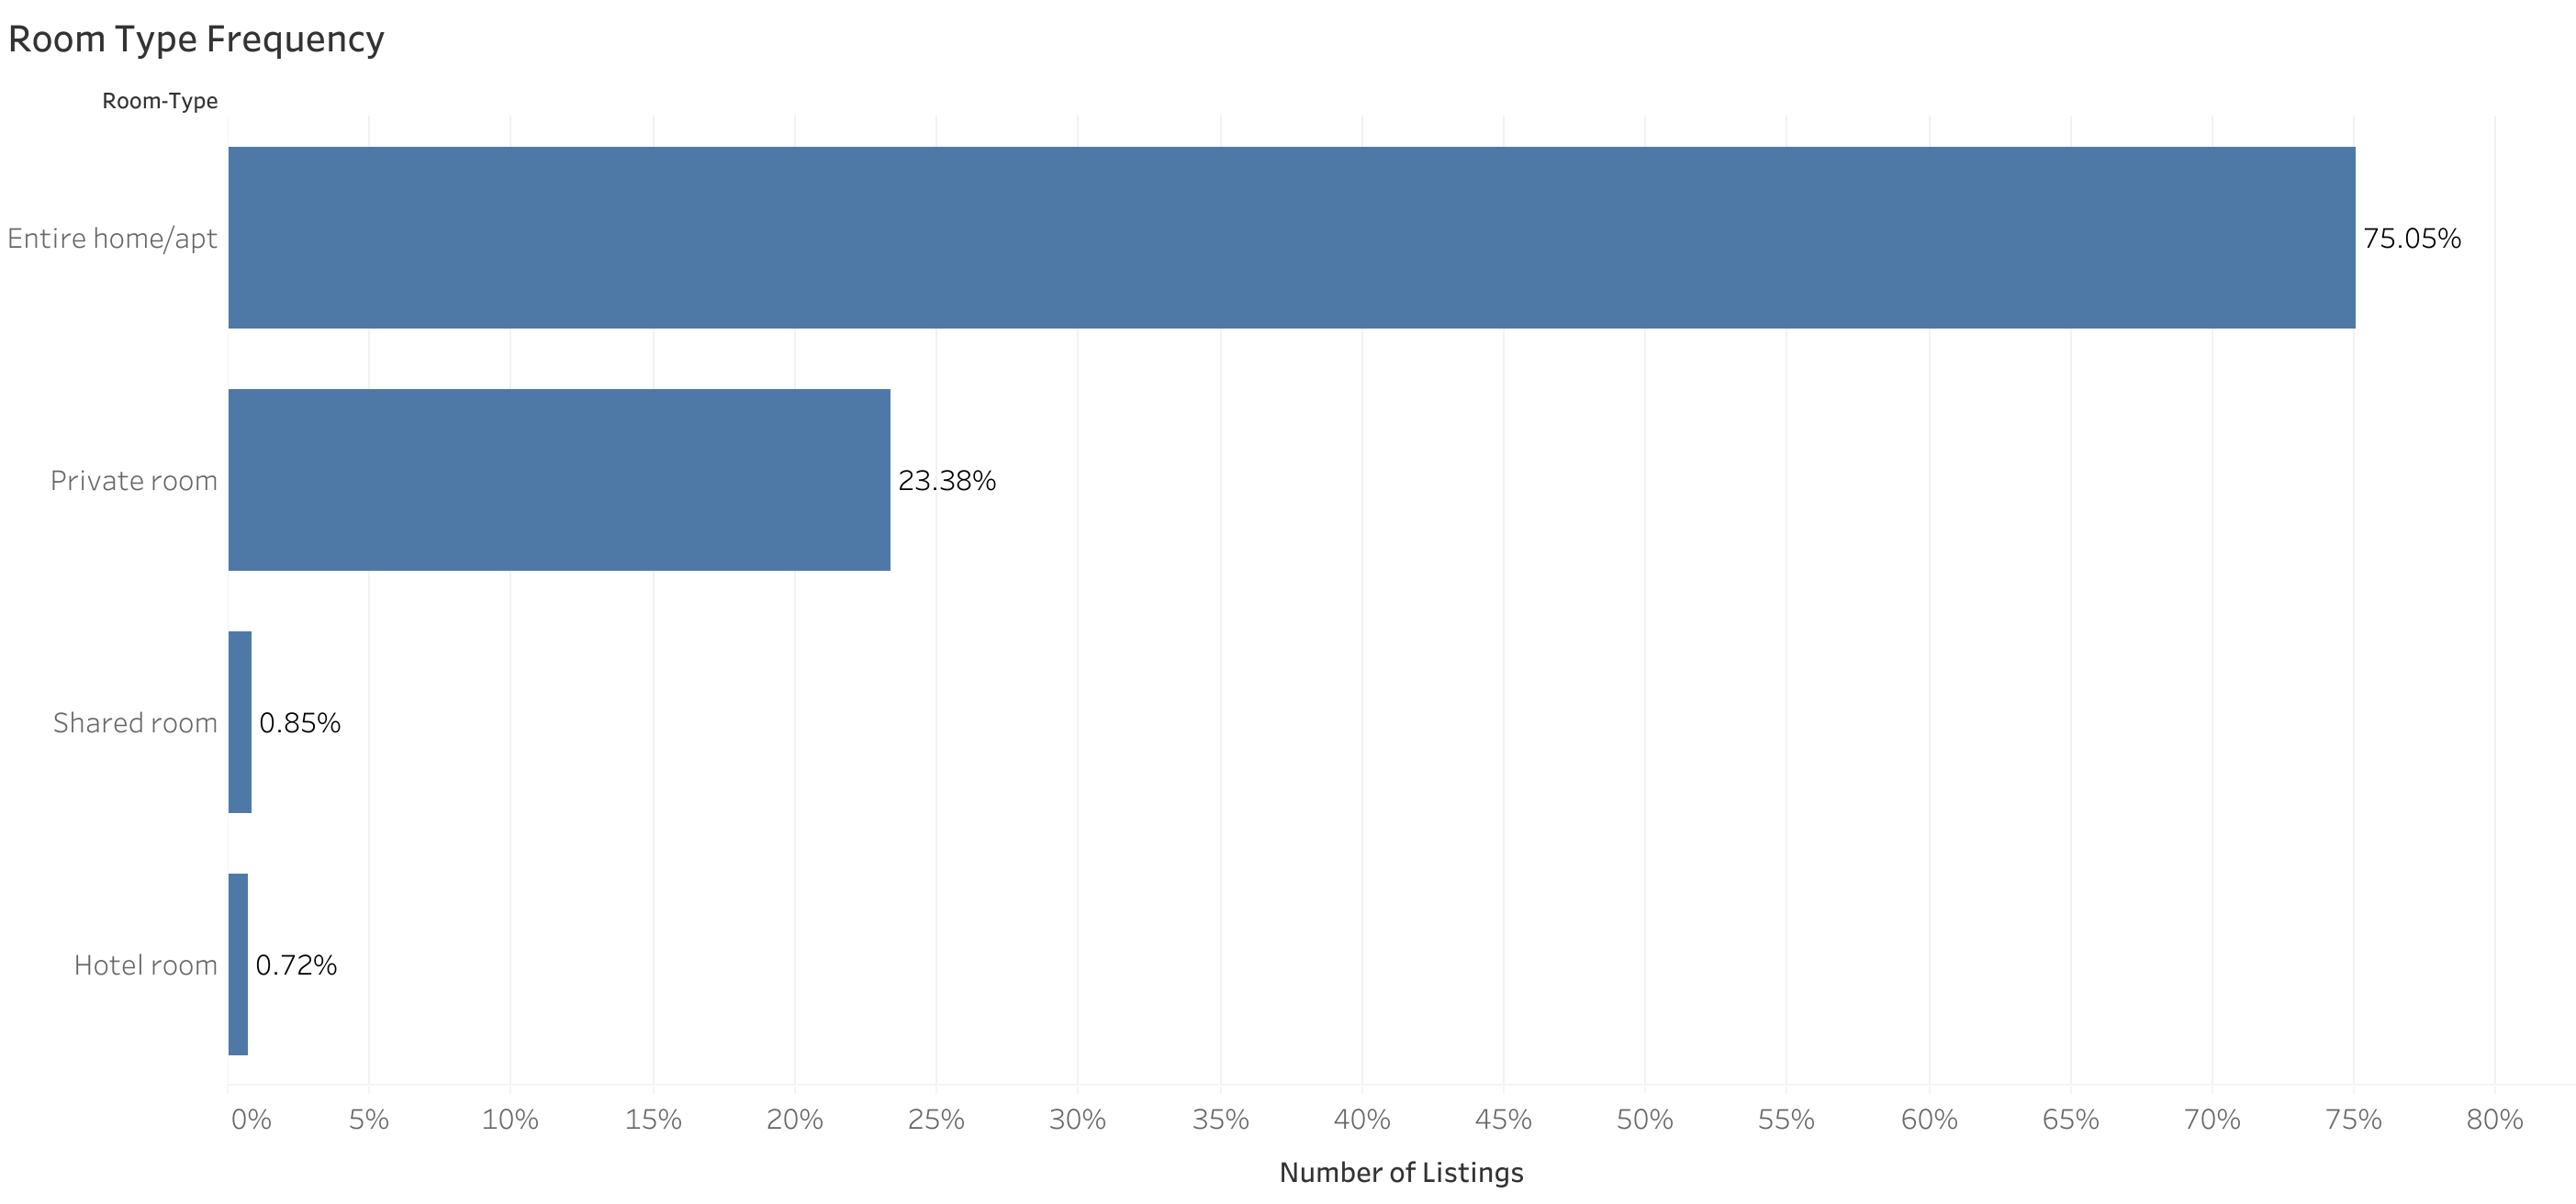 Room Type Frequency
Room-Type
Entire home/apt
75.05%
Private room
23.38%
Shared room
0.85%
Hotel room
0.72%
0% 5% 10% 15% 20% 25% 30% 35% 40% 45% 50% 55% 60% 65% 70% 75% 80%
Number of Listings